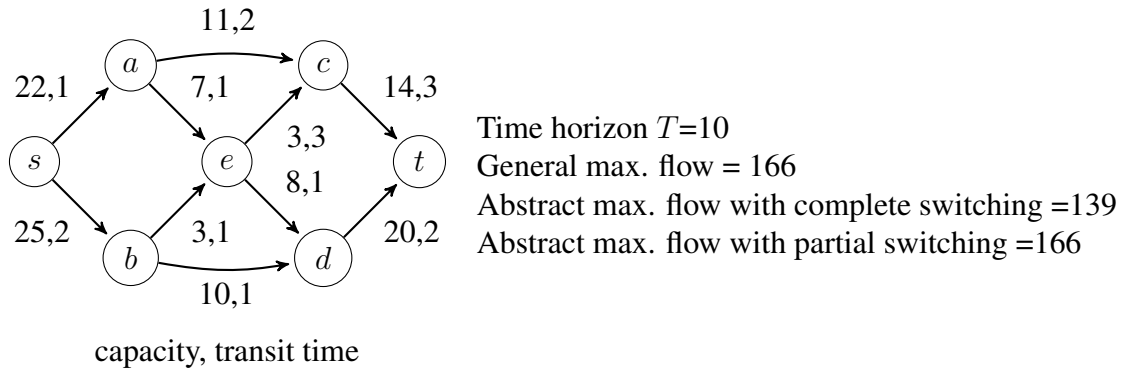 11,2
a
c
22,1
7,1
14,3
Time horizon T=10
s
e
3,3
t
General max. flow = 166
8,1
Abstract max. flow with complete switching =139
25,2
3,1
20,2
Abstract max. flow with partial switching =166
b
d
10,1
capacity, transit time